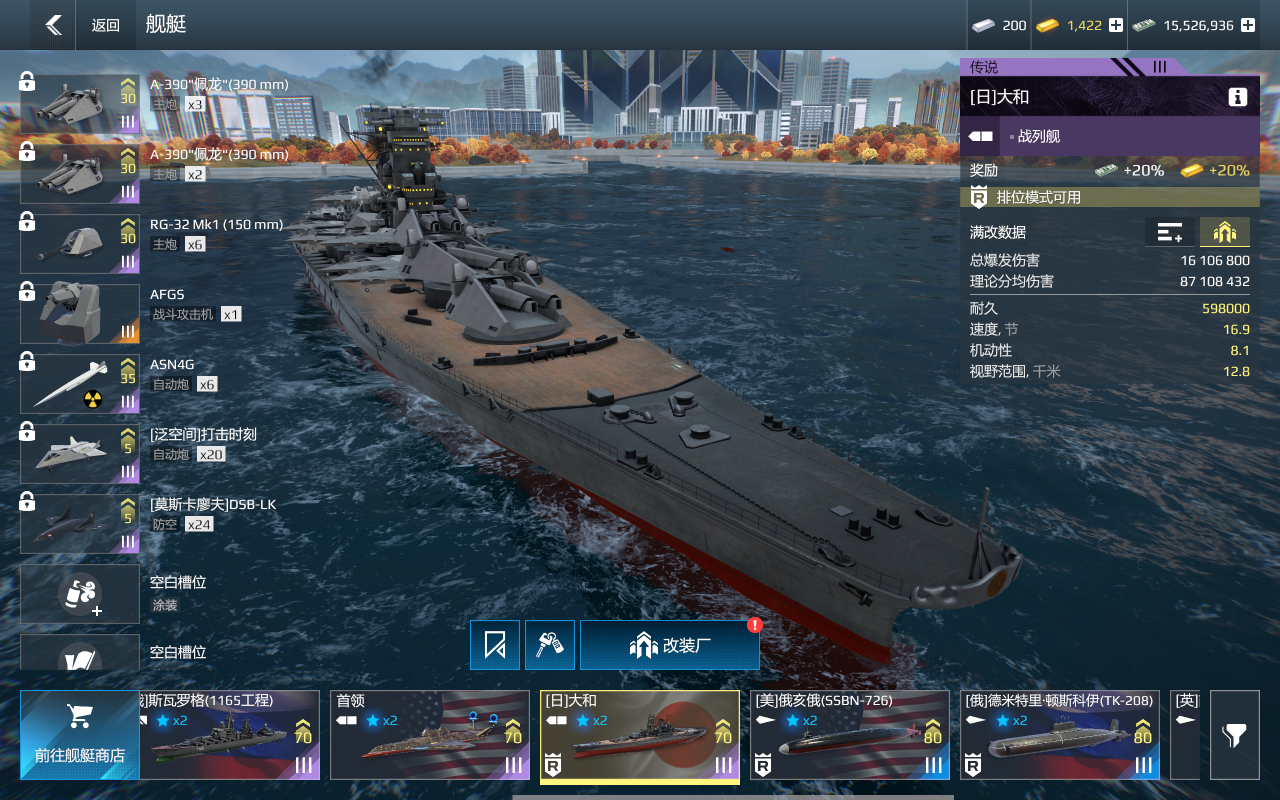 返回
舰艇
200
1,422
15,526,936
A-390"佩龙"(390 mm)
主炮 x3
30
A-390"佩龙"(390 mm)
主炮 x2
30
RG-32 Mk1 (150 mm)
主炮 x6
30
AFGS
战斗攻击机 x1
ASN4G
自动炮 x6
35
[泛空间]打击时刻
自动炮 x20
5
[莫斯卡廖夫]DSB-LK
防空 x24
5
空白槽位
涂装
空白槽位
传说
III
[日]大和
战列舰
奖励 +20% +20%
R 排位模式可用
满改数据
总爆发伤害 16 106 800
理论分均伤害 87 108 432
耐久 598000
速度, 节 16.9
机动性 8.1
视野范围, 千米 12.8
改装厂
前往舰艇商店
]斯瓦罗格(1165工程)
x2
70
III
首领
x2
70
III
[日]大和
x2
70
R
III
[美]俄亥俄(SSBN-726)
x2
80
R
III
[俄]德米特里·顿斯科伊(TK-208)
x2
80
R
III
[英]